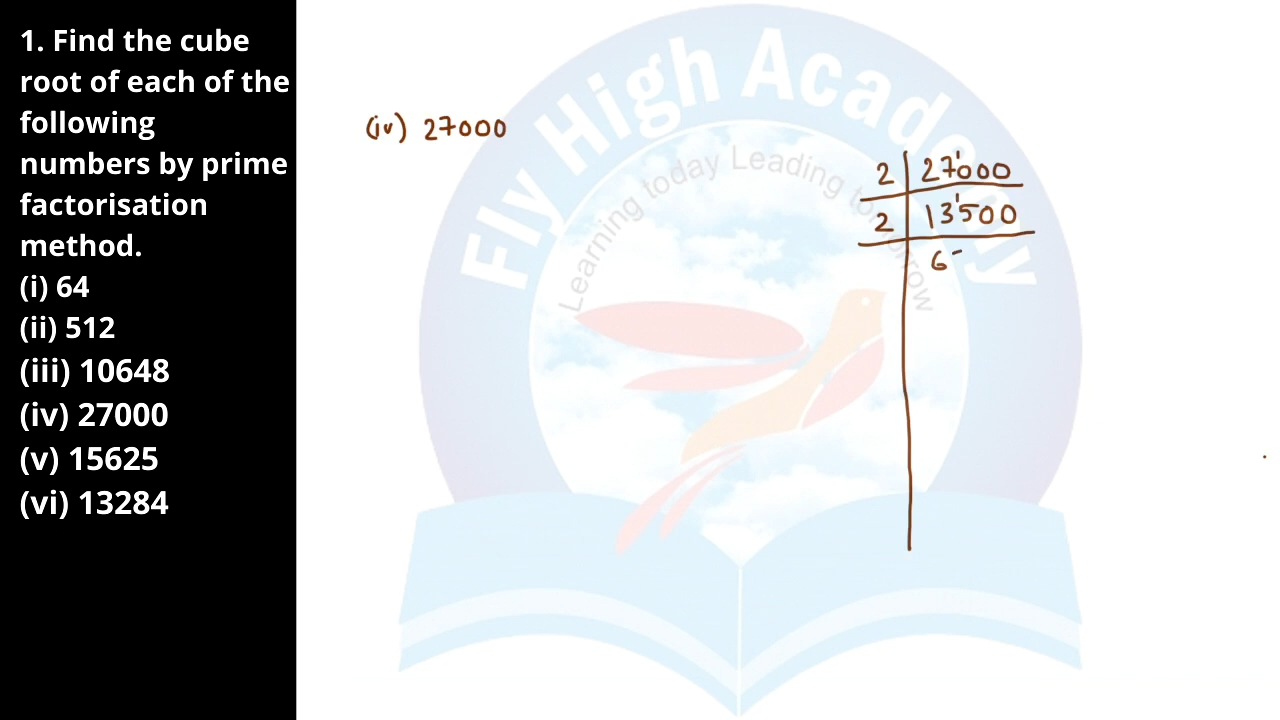 1. Find the cube
root of each of the
following
numbers by prime
factorisation
method.
(i) 64
(ii) 512
(iii) 10648
(iv) 27000
(v) 15625
(vi) 13284
Fly High Academy
Learning today Leading tomorrow
(iv) 27000
2 | 27'000
2 | 13'500
6